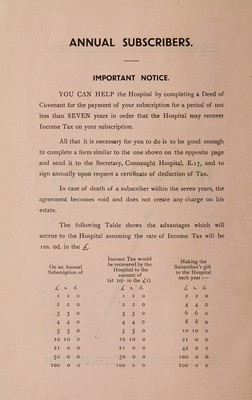 ANNUAL SUBSCRIBERS.
IMPORTANT NOTICE.
YOU CAN HELP the Hospital by completing a Deed of
Covenant for the payment of your subscription for a period of not
less than SEVEN years in order that the Hospital may recover
Income Tax on your subscription.
All that it is necessary for you to do is to be good enough
to complete a form similar to the one shown on the opposite page
and send it to the Secretary, Connaught Hospital, E.17, and to
sign annually upon request a certificate of deduction of Tax.
In case of death of a subscriber within the seven years, the
agreement becomes void and does not create any charge on his
estate.
The following Table shows the advantages which will
accrue to the Hospital assuming the rate of Income Tax will be
10s. od. in the £.
On an Annual Subscription of
Income Tax would be recovered by the Hospital to the amount of (at 10/- in the £1)
Making the Subscriber's gift to the Hospital each year :—
£ s. d. £ s. d. £ s. d.
1 1 0 1 1 0 2 2 0
2 2 0 2 2 0 4 4 0
3 3 0 3 3 0 6 6 0
4 4 0 4 4 0 8 8 0
5 5 0 5 5 0 10 10 0
10 10 0 10 10 0 21 0 0
21 0 0 21 0 0 42 0 0
50 0 0 50 0 0 100 0 0
100 0 0 100 0 0 200 0 0